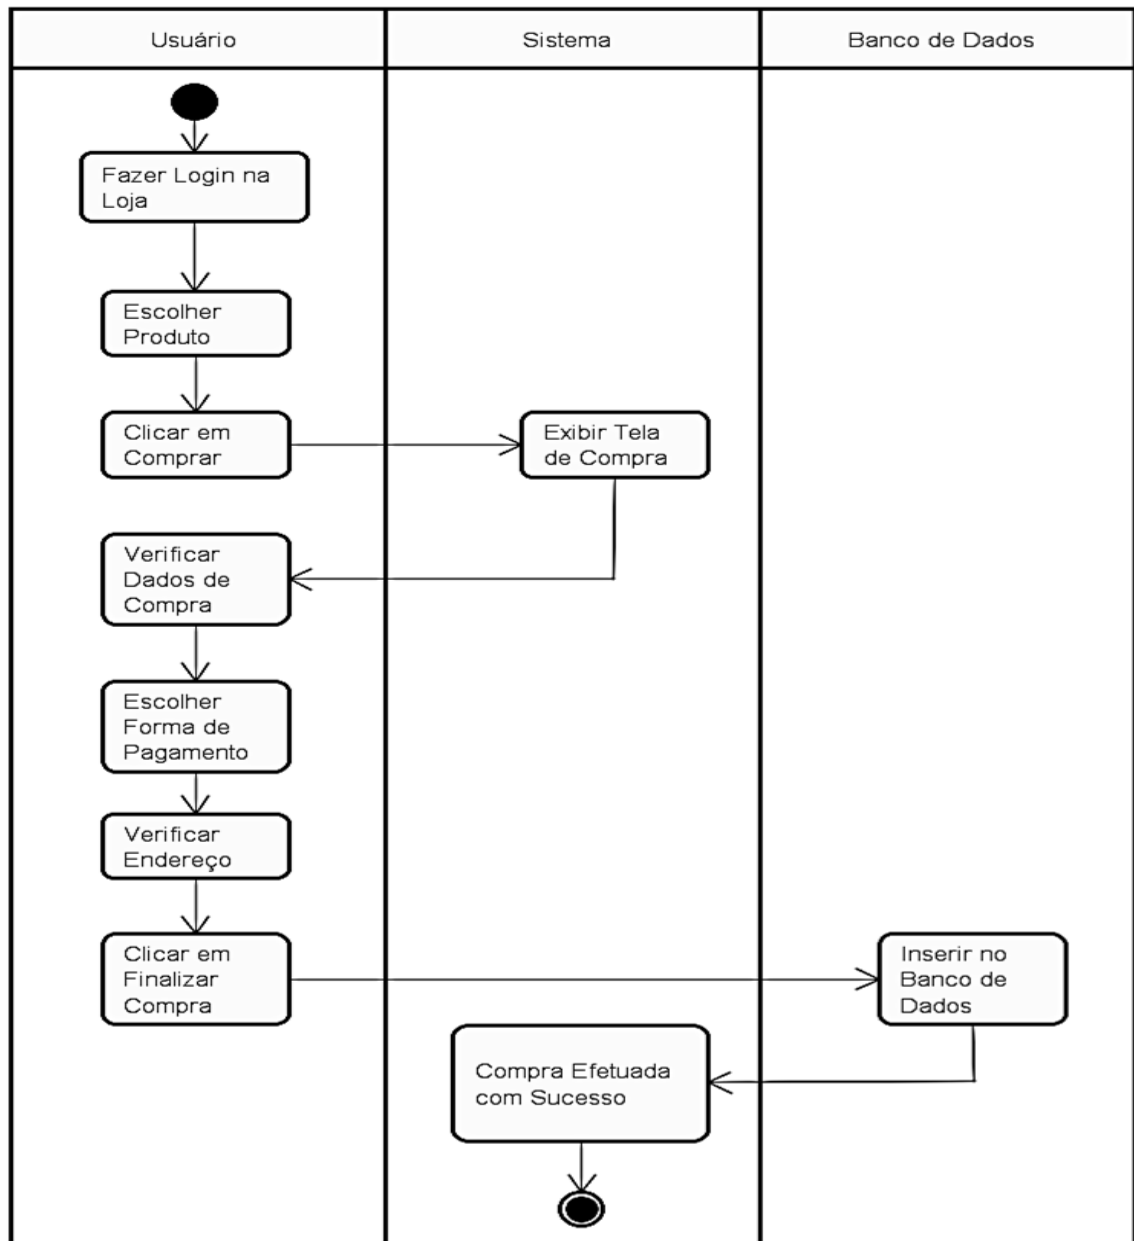 Usuário
Sistema
Banco de Dados
Fazer Login na
Loja
Escolher
Produto
Clicar em
Comprar
Exibir Tela
de Compra
Verificar
Dados de
Compra
Escolher
Forma de
Pagamento
Verificar
Endereço
Clicar em
Finalizar
Compra
Inserir no
Banco de
Dados
Compra Efetuada
com Sucesso